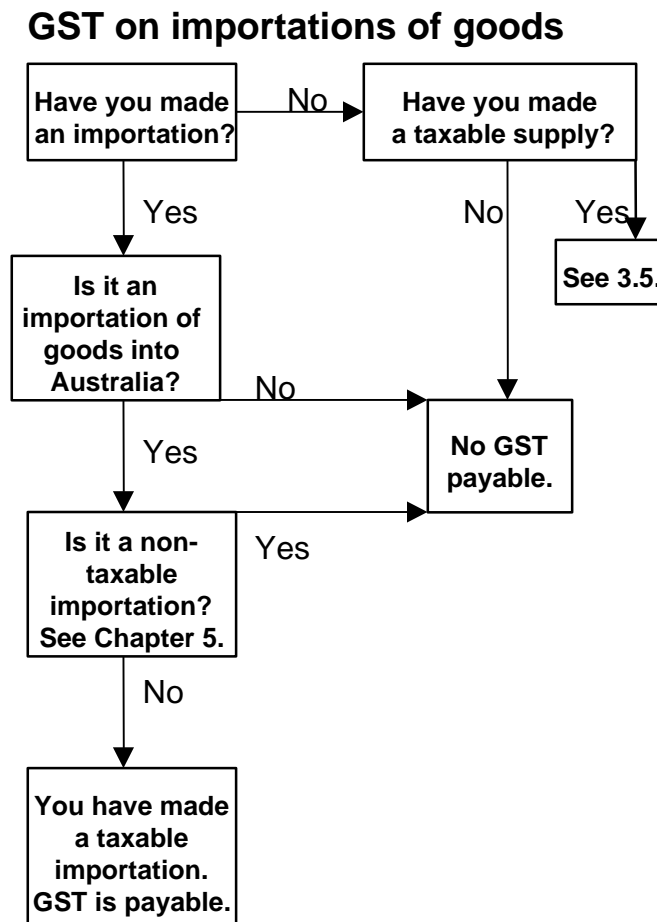 GST on importations of goods
Have you made
an importation?
No
Have you made
a taxable supply?
Yes
No
Yes
Is it an
importation of
goods into
Australia?
See 3.5.
No
Yes
No GST
payable.
Is it a non-
taxable
importation?
See Chapter 5.
Yes
No
You have made
a taxable
importation.
GST is payable.